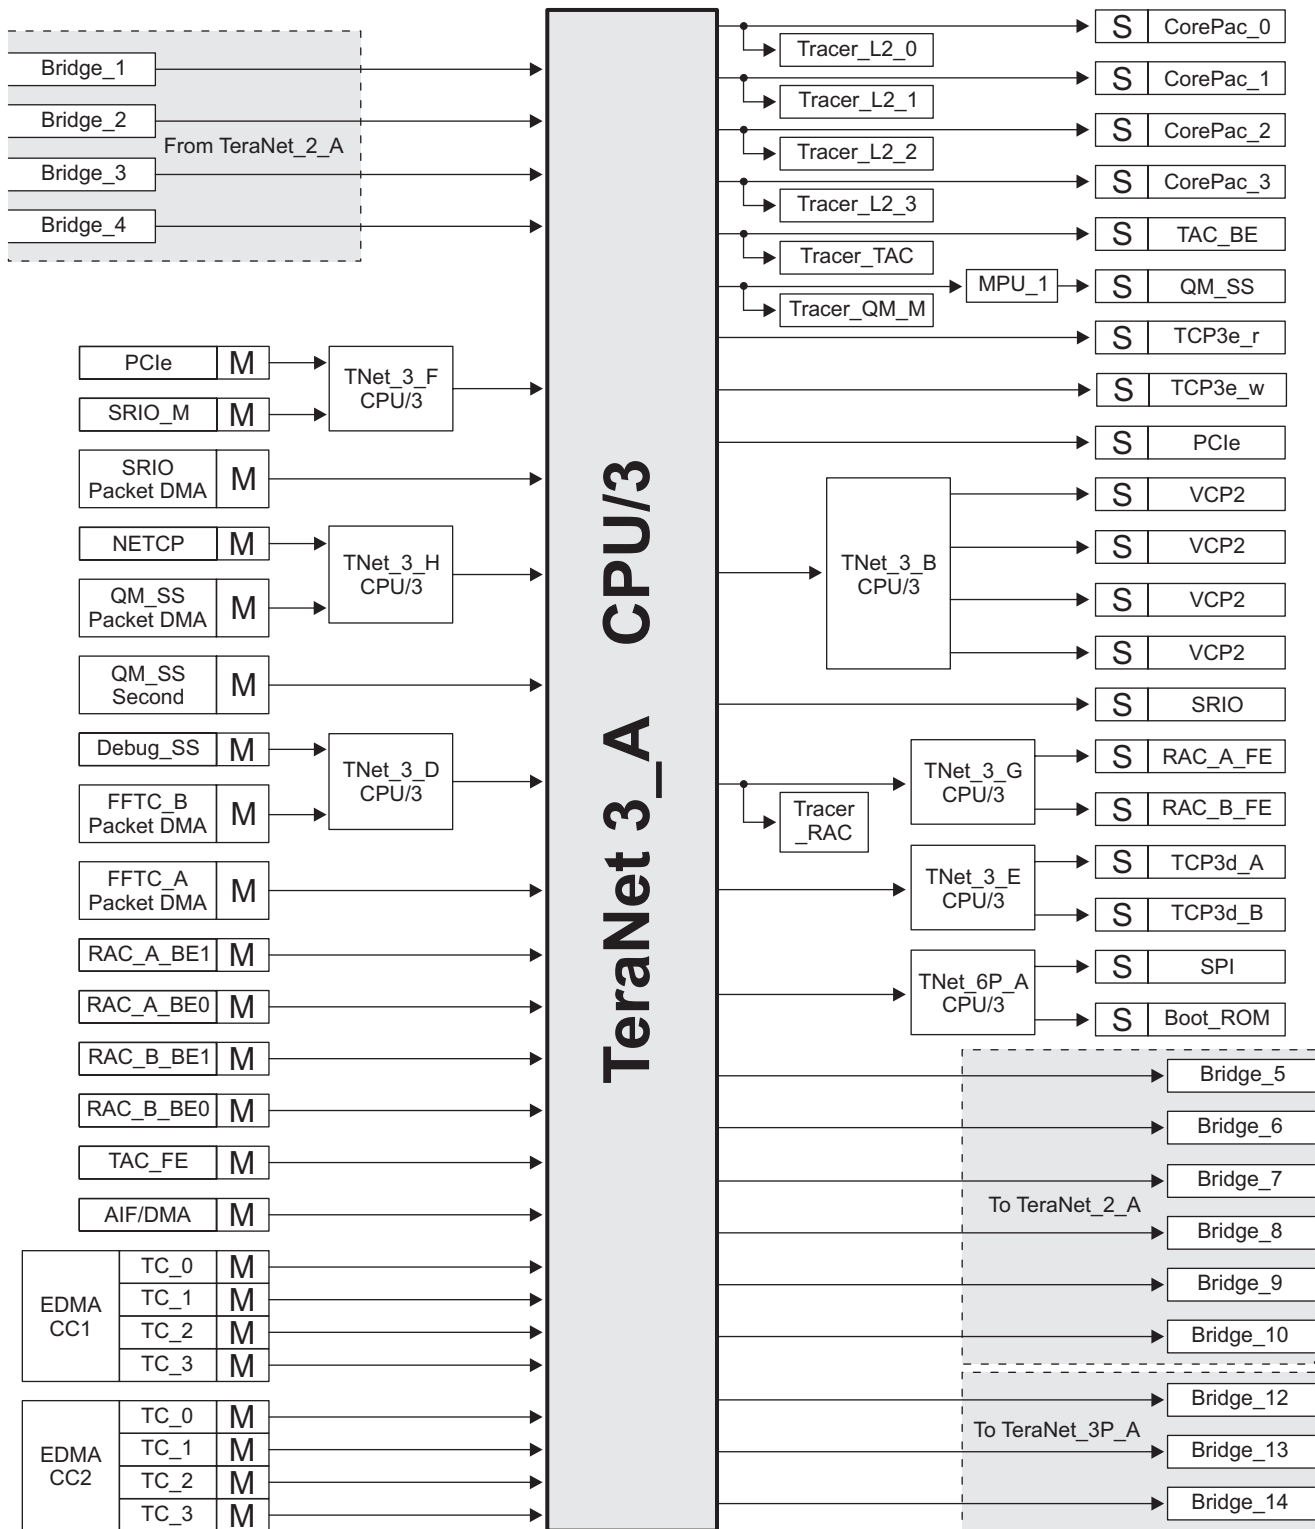 Bridge_1
Bridge_2
From TeraNet_2_A
Bridge_3
Bridge_4
PCIe M
SRIO_M M
TNet_3_F
CPU/3
SRIO
Packet DMA
M
NETCP M
QM_SS
Packet DMA
M
TNet_3_H
CPU/3
QM_SS
Second
M
Debug_SS M
FFTC_B
Packet DMA
M
TNet_3_D
CPU/3
FFTC_A
Packet DMA
M
RAC_A_BE1 M
RAC_A_BE0 M
RAC_B_BE1 M
RAC_B_BE0 M
TAC_FE M
AIF/DMA M
EDMA
CC1
TC_0 M
TC_1 M
TC_2 M
TC_3 M
EDMA
CC2
TC_0 M
TC_1 M
TC_2 M
TC_3 M
TeraNet 3_A CPU/3
S CorePac_0
Tracer_L2_0
S CorePac_1
Tracer_L2_1
S CorePac_2
Tracer_L2_2
S CorePac_3
Tracer_L2_3
S TAC_BE
Tracer_TAC
MPU_1 S QM_SS
Tracer_QM_M
S TCP3e_r
S TCP3e_w
S PCIe
TNet_3_B
CPU/3
S VCP2
S VCP2
S VCP2
S VCP2
S SRIO
Tracer
_RAC
TNet_3_G
CPU/3
S RAC_A_FE
S RAC_B_FE
TNet_3_E
CPU/3
S TCP3d_A
S TCP3d_B
TNet_6P_A
CPU/3
S SPI
S Boot_ROM
Bridge_5
Bridge_6
Bridge_7
To TeraNet_2_A
Bridge_8
Bridge_9
Bridge_10
Bridge_12
To TeraNet_3P_A
Bridge_13
Bridge_14